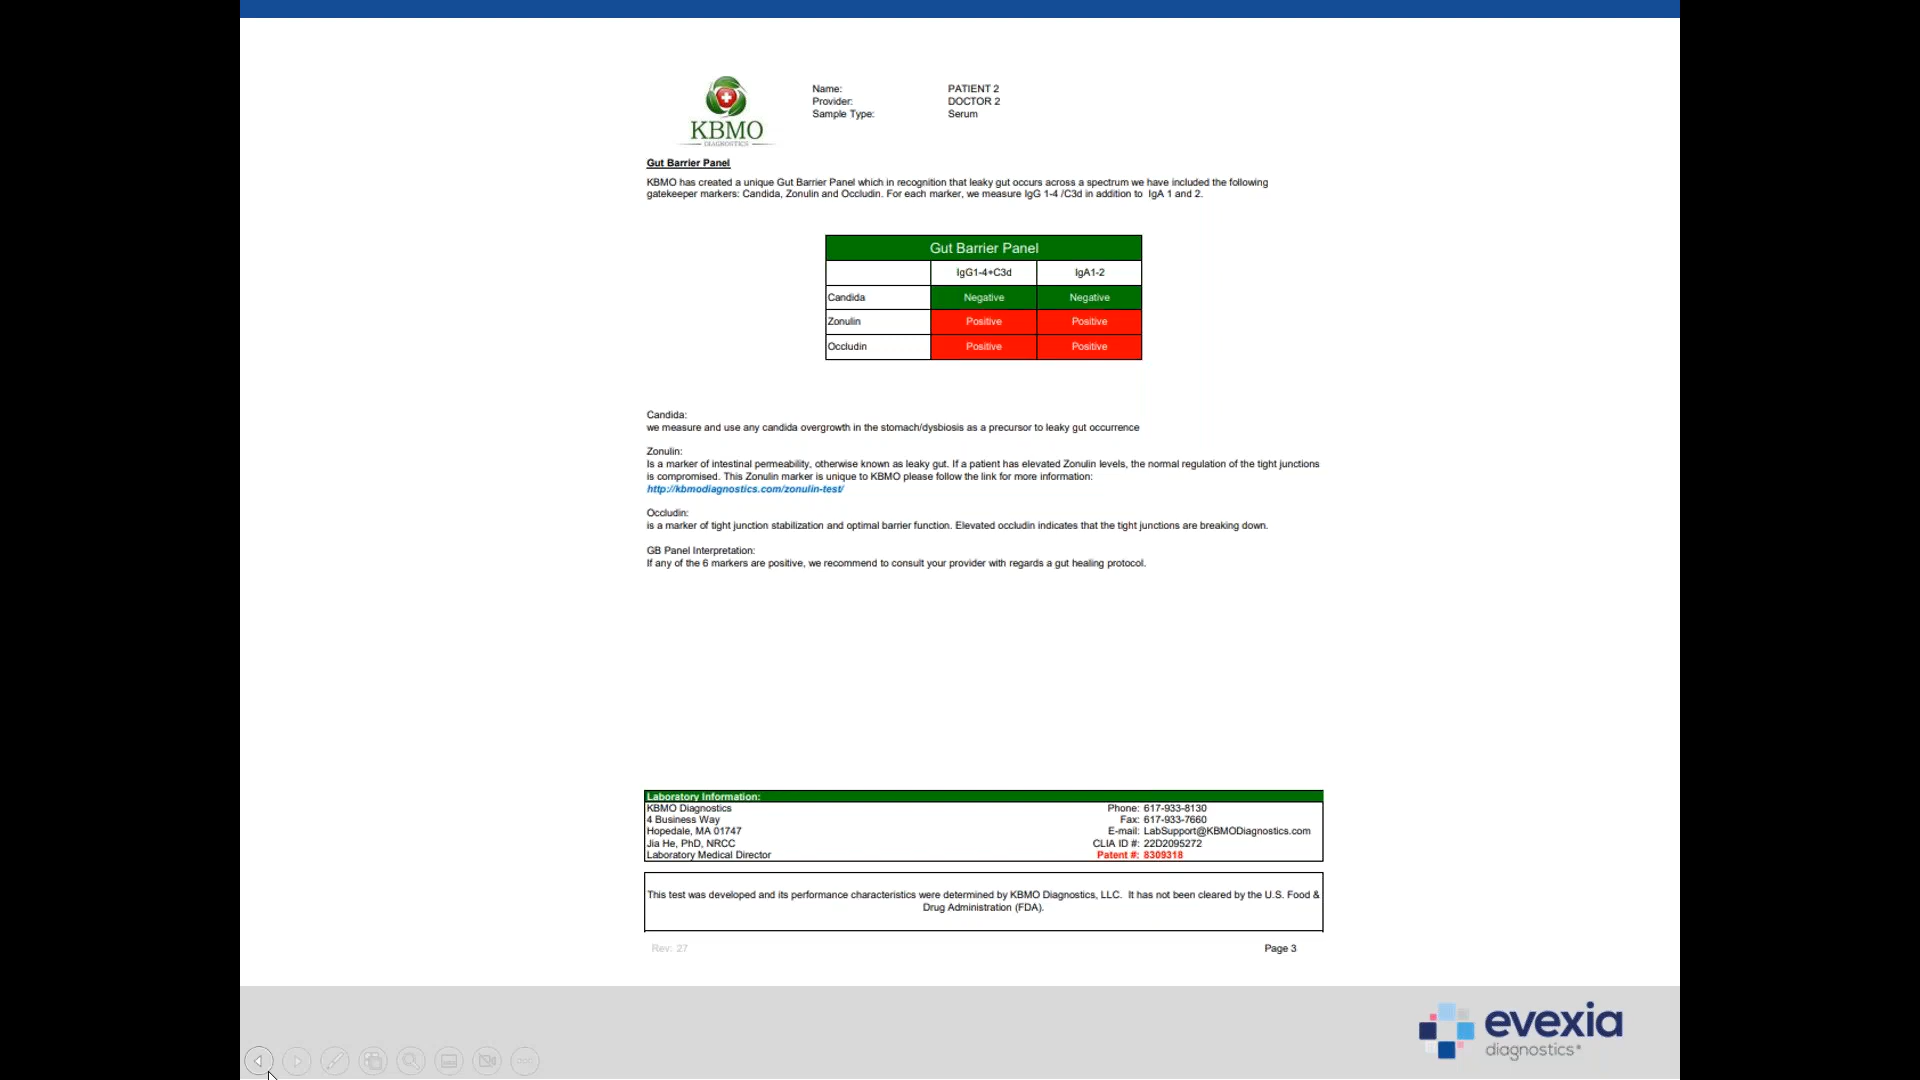 KBMO
DIAGNOSTICS
Name: PATIENT 2
Provider: DOCTOR 2
Sample Type: Serum
Gut Barrier Panel
KBMO has created a unique Gut Barrier Panel which in recognition that leaky gut occurs across a spectrum we have included the following
gatekeeper markers: Candida, Zonulin and Occludin. For each marker, we measure IgG 1-4 /C3d in addition to IgA 1 and 2.
Gut Barrier Panel
IgG1-4+C3d IgA1-2
Candida Negative Negative
Zonulin Positive Positive
Occludin Positive Positive
Candida:
we measure and use any candida overgrowth in the stomach/dysbiosis as a precursor to leaky gut occurrence
Zonulin:
Is a marker of intestinal permeability, otherwise known as leaky gut. If a patient has elevated Zonulin levels, the normal regulation of the tight junctions
is compromised. This Zonulin marker is unique to KBMO please follow the link for more information:
http://kbmodiagnostics.com/zonulin-test/
Occludin:
is a marker of tight junction stabilization and optimal barrier function. Elevated occludin indicates that the tight junctions are breaking down.
GB Panel Interpretation:
If any of the 6 markers are positive, we recommend to consult your provider with regards a gut healing protocol.
Laboratory Information:
KBMO Diagnostics Phone: 617-933-8130
4 Business Way Fax: 617-933-7660
Hopedale, MA 01747 E-mail: LabSupport@KBMODiagnostics.com
Jia He, PhD, NRCC CLIA ID #: 22D2095272
Laboratory Medical Director Patent #: 8309318
This test was developed and its performance characteristics were determined by KBMO Diagnostics, LLC. It has not been cleared by the U.S. Food &
Drug Administration (FDA).
Rev: 27 Page 3
evexia
diagnostics